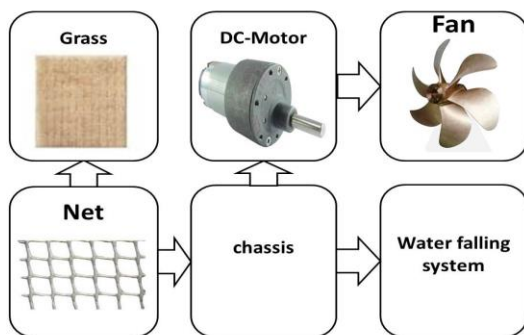 Grass
DC-Motor
Fan
Net
chassis
Water falling
system